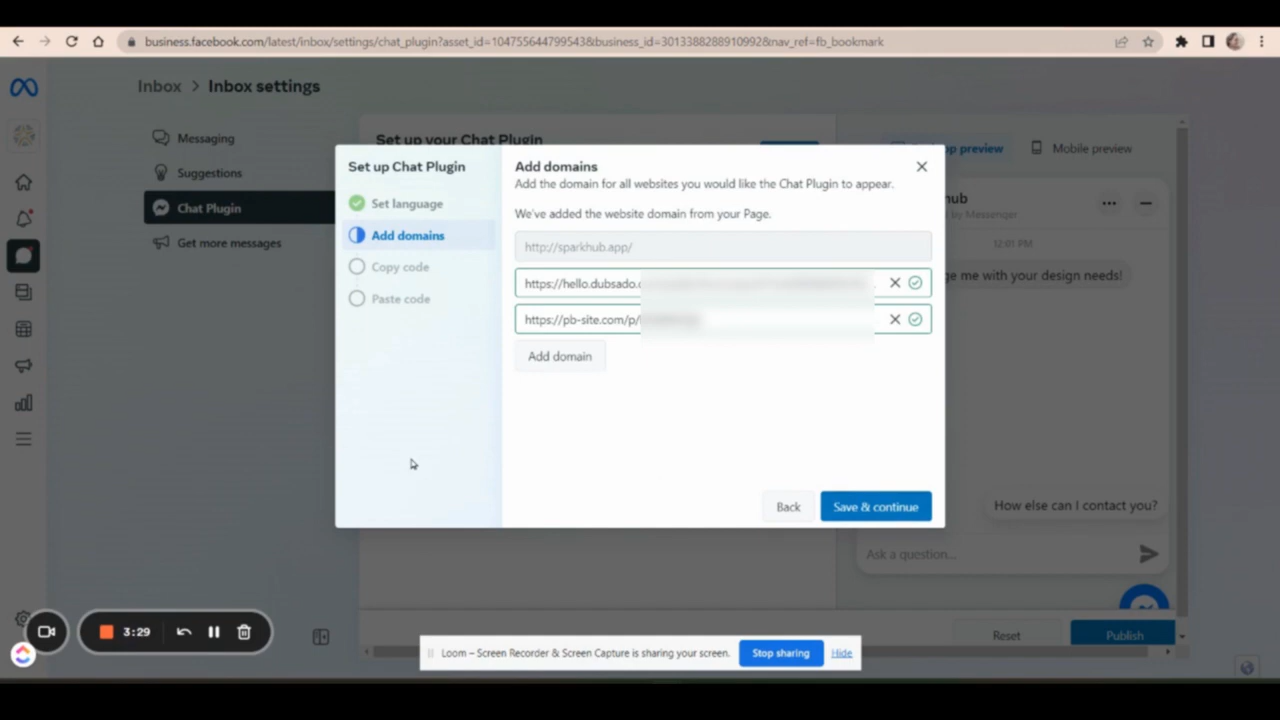 business.facebook.com/latest/inbox/settings/chat_plugin?asset_id=104755644799543&business_id=301338828910992&nav_ref=fb_bookmark
Inbox > Inbox settings
Messaging
Suggestions
Chat Plugin
Get more messages
Set up your Chat Plugin
Set up Chat Plugin
Set language
Add domains
Copy code
Paste code
Add domains
Add the domain for all websites you would like the Chat Plugin to appear.
We've added the website domain from your Page.
http://sparkhub.app/
https://hello.dubsado.
https://pb-site.com/p/
Add domain
Back
Save & continue
preview
Mobile preview
hub
by Messenger
12:01 PM
me with your design needs!
How else can I contact you?
Ask a question...
Reset
Publish
3:29
Loom – Screen Recorder & Screen Capture is sharing your screen.
Stop sharing
Hide